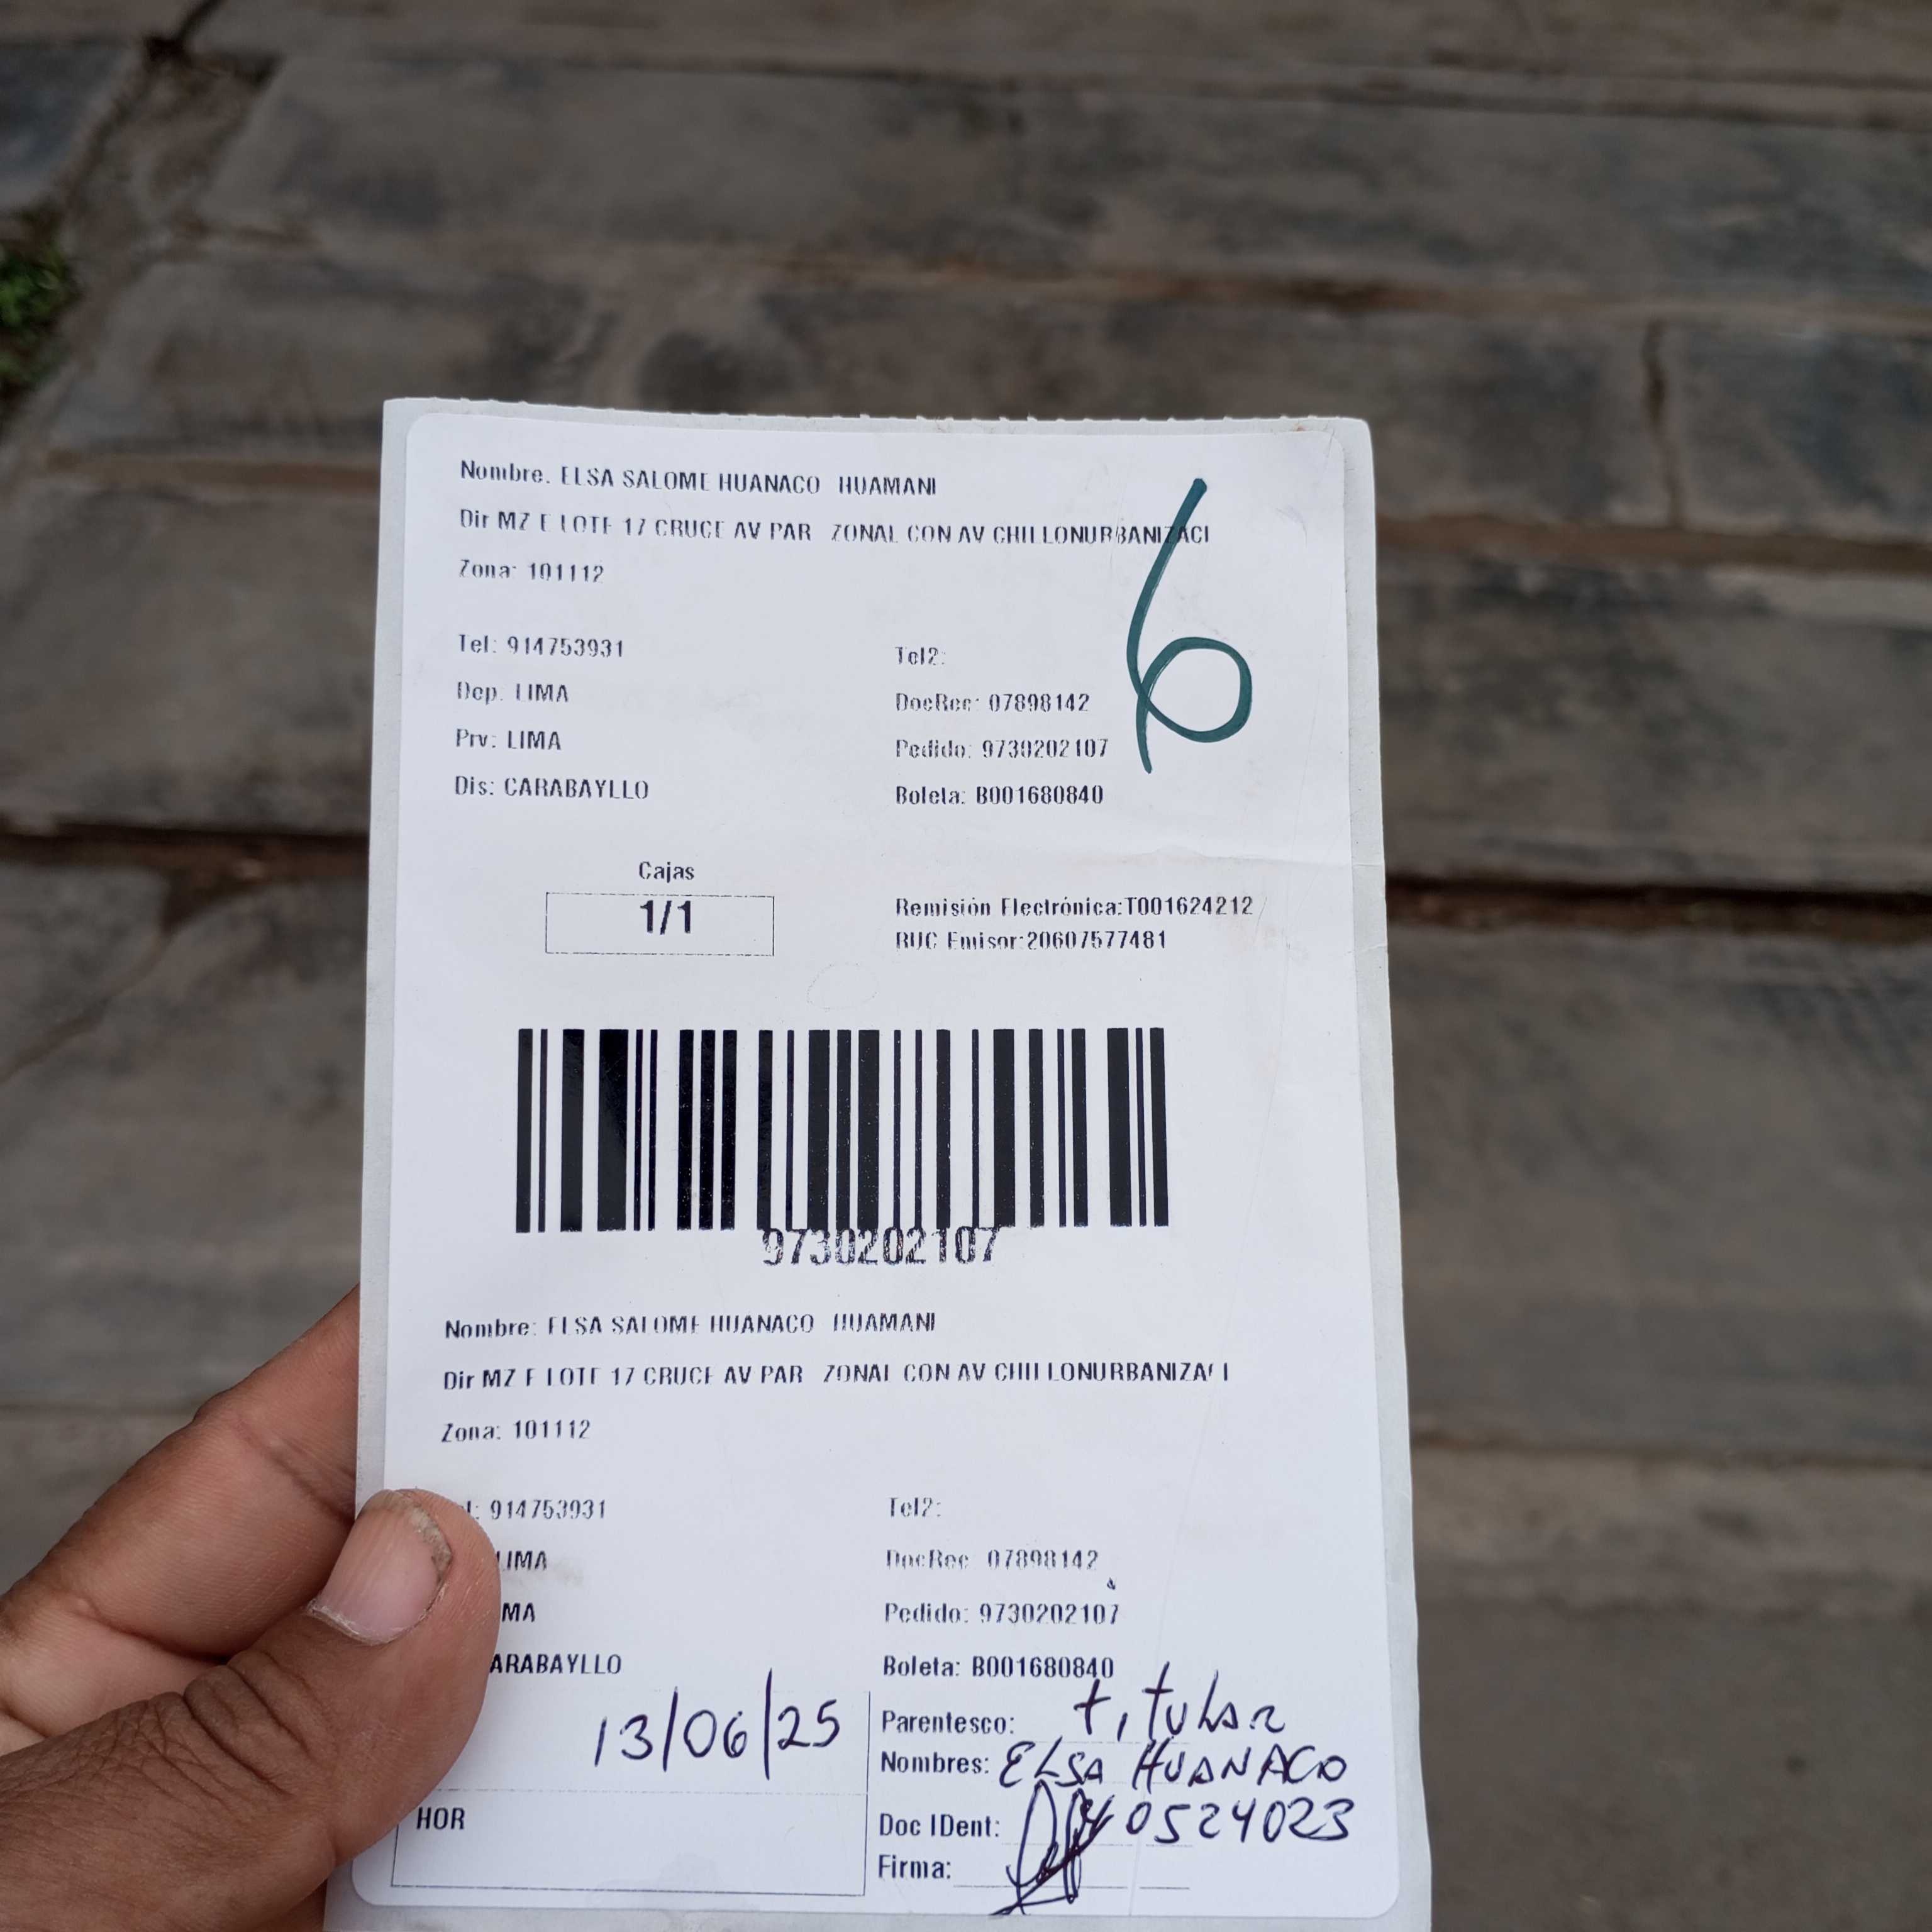 Nombre. ELSA SALOME HUANACO HUAMANI
Dir MZ E LOTE 17 CRUCE AV PAR ZONAL CON AV CHILLONURBANIZACI
Zona: 101112
6
Tel: 914753931
Tel2:
Dep. LIMA
DocRec: 07898142
Prv: LIMA
Pedido: 9730202107
Dis: CARABAYLLO
Boleta: B001680840
Cajas
1/1
Remisión Electrónica:T001624212
RUC Emisor:20607577481
9730202107
Nombre: ELSA SALOME HUANACO HUAMANI
Dir MZ E LOTE 17 CRUCE AV PAR ZONAL CON AV CHILLONURBANIZACI
Zona: 101112
l: 914753931
Tel2:
LIMA
DocRec 07898142
MA
Pedido: 9730202107
ARABAYLLO
Boleta: B001680840
13/06/25
Parentesco: titular
Nombres: ELSA HUANACO
HOR
Doc IDent: 40524023
Firma: